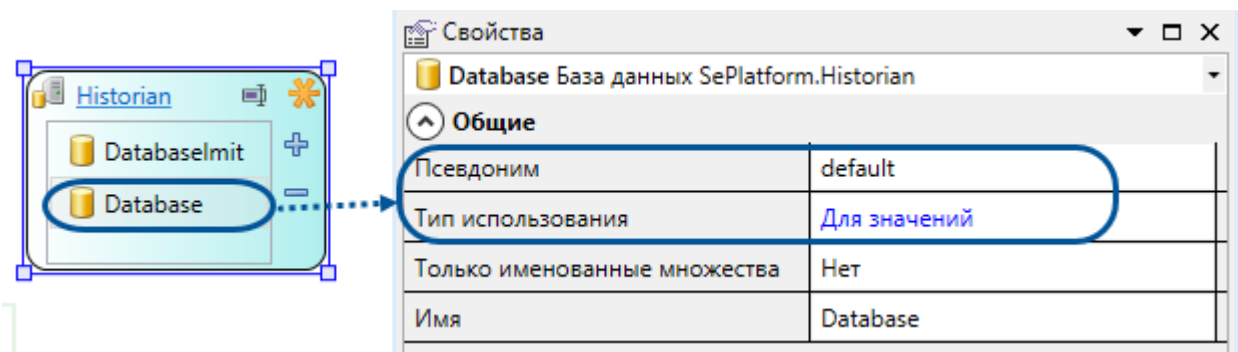 Historian
DatabaseImit
Database
Свойства
Database База данных SePlatform.Historian
Общие
Псевдоним default
Тип использования Для значений
Только именованные множества Нет
Имя Database